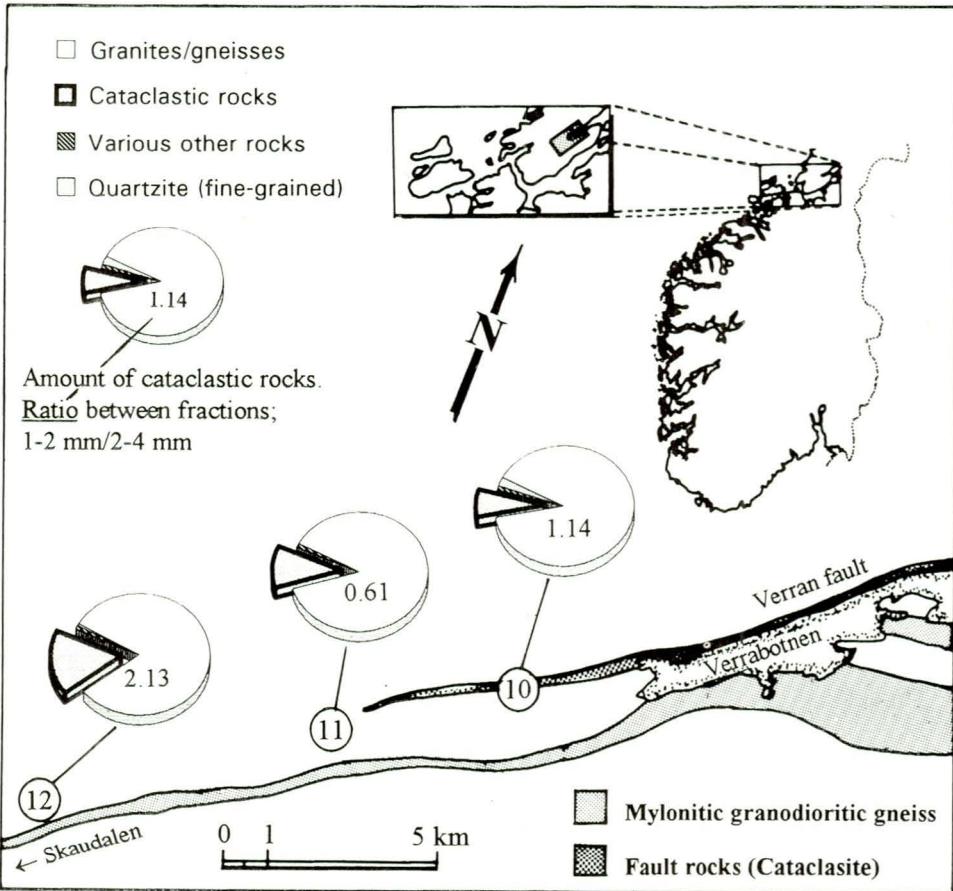 Granites/gneisses
Cataclastic rocks
Various other rocks
Quartzite (fine-grained)
1.14
Amount of cataclastic rocks.
Ratio between fractions;
1-2 mm/2-4 mm
N
1.14
0.61
2.13
10
11
12
Verran fault
Verrabotnen
← Skaudalen
0 1 5 km
Mylonitic granodioritic gneiss
Fault rocks (Cataclasite)